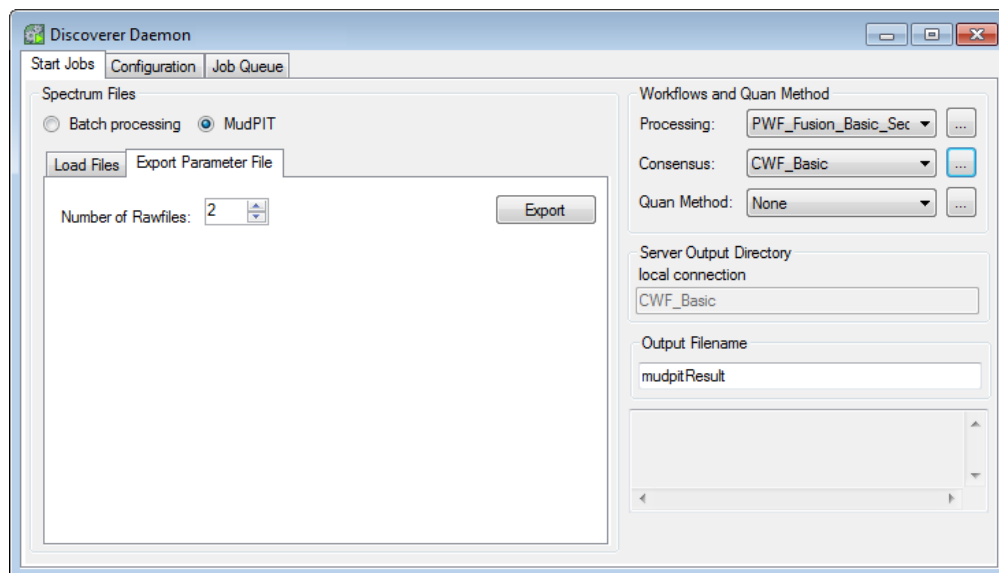 Discoverer Daemon
Start Jobs
Configuration
Job Queue
Spectrum Files
Batch processing
MudPIT
Load Files
Export Parameter File
Number of Rawfiles:
2
Export
Workflows and Quan Method
Processing:
PWF_Fusion_Basic_Sec
...
Consensus:
CWF_Basic
...
Quan Method:
None
...
Server Output Directory
local connection
CWF_Basic
Output Filename
mudpitResult